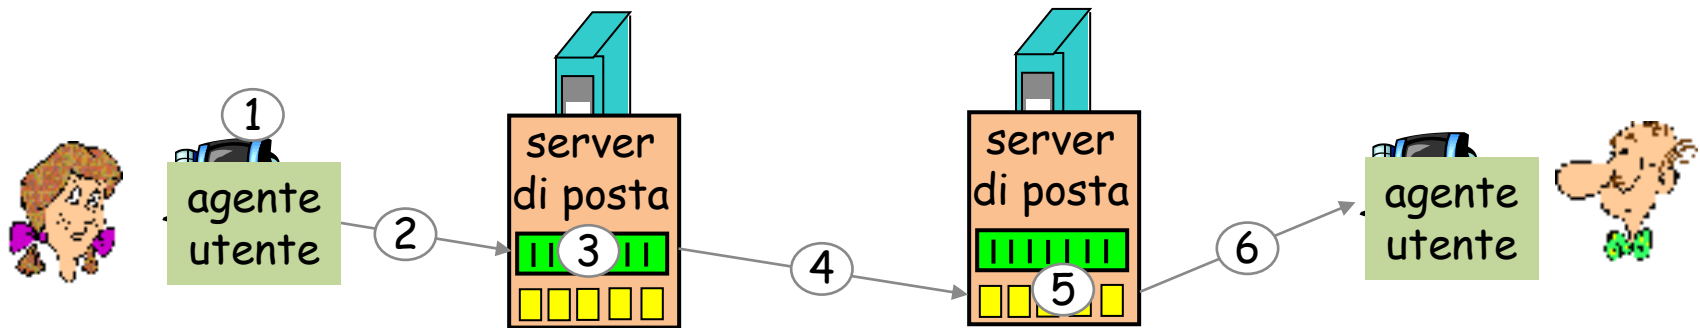 1
agente
utente
2
server
di posta
3
4
server
di posta
5
6
agente
utente